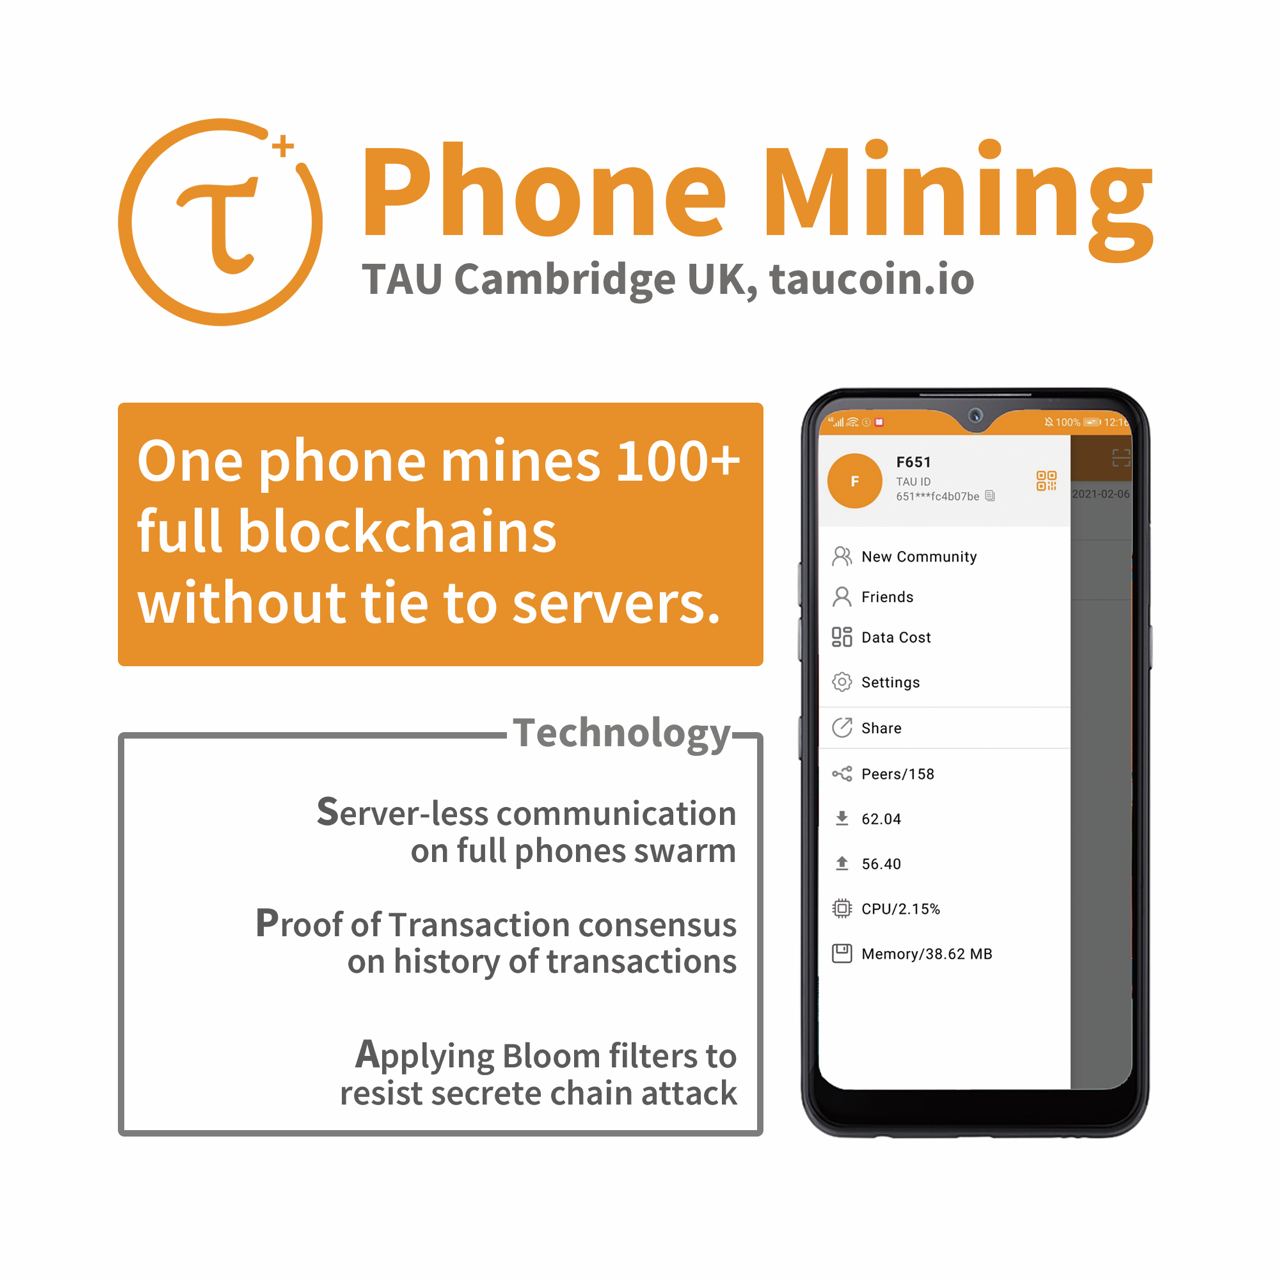 τ+
Phone Mining
TAU Cambridge UK, taucoin.io
One phone mines 100+
full blockchains
without tie to servers.
Technology
Server-less communication
on full phones swarm
Proof of Transaction consensus
on history of transactions
Applying Bloom filters to
resist secrete chain attack
100% 12:16
F
F651
TAU ID
651***fc4b07be
2021-02-06
New Community
Friends
Data Cost
Settings
Share
Peers/158
62.04
56.40
CPU/2.15%
Memory/38.62 MB